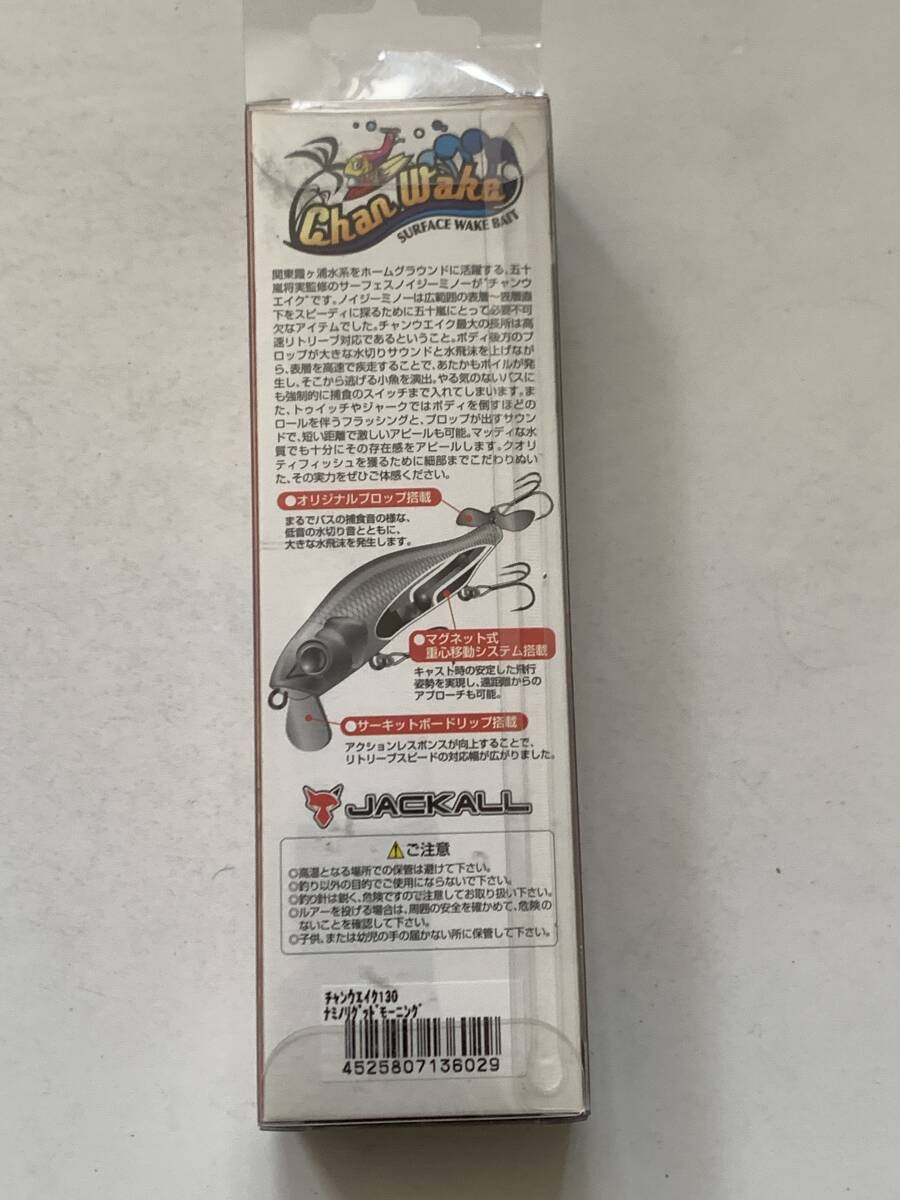 Chan Wake
SURFACE WAKE BAIT
関東霞ヶ浦水系をホームグラウンドに活躍する、五十
嵐将実監修のサーフェスノイジーミノーが“チャンウ
エイク”です。ノイジーミノーは広範囲の表層〜表層直
下をスピーディに探るために五十嵐にとって必要不可
欠なアイテムでした。チャンウエイク最大の長所は高
速リトリーブ対応であるということ。ボディ後方のプ
ロップが大きな水切りサウンドと水飛沫を上げなが
ら、表層を高速で疾走することで、あたかもボイルが発
生し、そこから逃げる小魚を演出。やる気のないバスに
も強制的に捕食のスイッチまで入れてしまいます。ま
た、トゥイッチやジャークではボディを倒すほどの
ロールを伴うフラッシングと、プロップが出すサウン
ドで、短い距離で激しいアピールも可能。マッディな水
質でも十分にその存在感をアピールします。クオリ
ティフィッシュを獲るために細部までこだわりぬい
た、その実力をぜひご体感ください。
●オリジナルプロップ搭載
まるでバスの捕食音の様な、
低音の水切り音とともに、
大きな水飛沫を発生します。
●マグネット式
重心移動システム搭載
キャスト時の安定した飛行
姿勢を実現し、遠距離からの
アプローチも可能。
●サーキットボードリップ搭載
アクションレスポンスが向上することで、
リトリーブスピードの対応幅が広がりました。
JACKALL
ご注意
◎高温となる場所での保管は避けて下さい。
◎釣り以外の目的でご使用にならないで下さい。
◎釣り針は鋭く、危険ですので注意してお取り扱い下さい。
◎ルアーを投げる場合は、周囲の安全を確かめて、危険の
ないことを確認して下さい。
◎子供、または幼児の手の届かない所に保管して下さい。
チャンウエイク130
ナミノリグッドモーニング
4525807136029